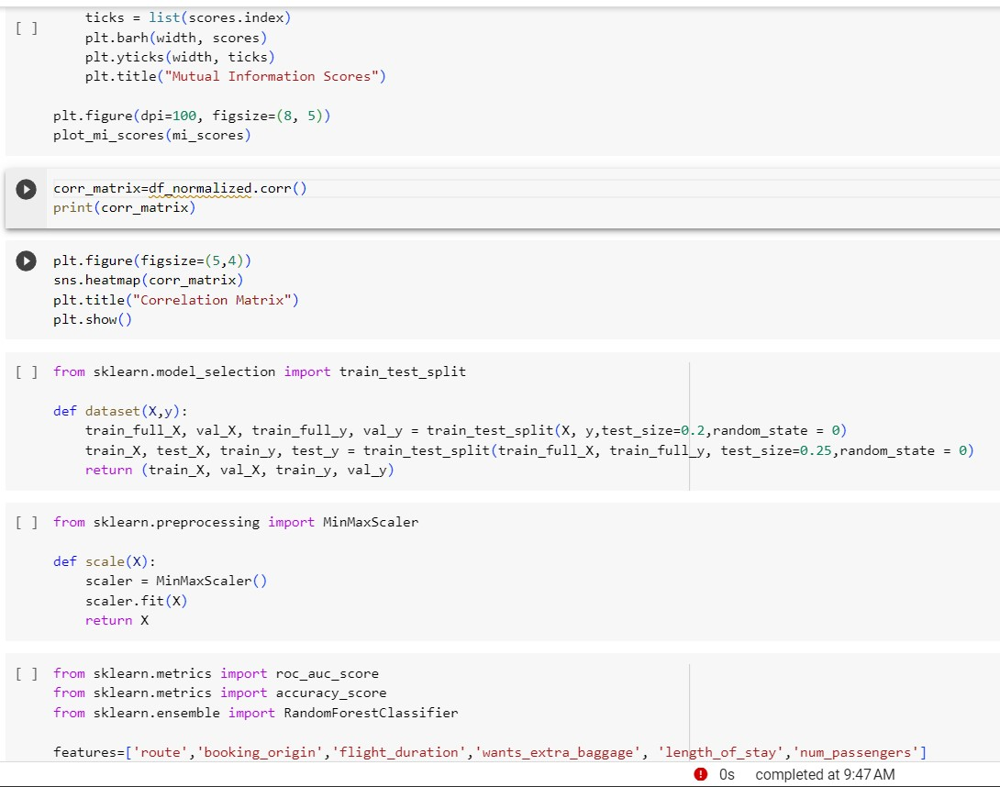 ticks = list(scores.index)
[ ]
plt.barh(width, scores)
plt.yticks(width, ticks)
plt.title("Mutual Information Scores")
plt.figure(dpi=100, figsize=(8, 5))
plot_mi_scores(mi_scores)
corr_matrix=df_normalized.corr()
print(corr_matrix)
plt.figure(figsize=(5,4))
sns.heatmap(corr_matrix)
plt.title("Correlation Matrix")
plt.show()
[ ] from sklearn.model_selection import train_test_split
def dataset(X,y):
train_full_X, val_X, train_full_y, val_y = train_test_split(X, y,test_size=0.2,random_state = 0)
train_X, test_X, train_y, test_y = train_test_split(train_full_X, train_full_y, test_size=0.25,random_state = 0)
return (train_X, val_X, train_y, val_y)
[ ] from sklearn.preprocessing import MinMaxScaler
def scale(X):
scaler = MinMaxScaler()
scaler.fit(X)
return X
[ ] from sklearn.metrics import roc_auc_score
from sklearn.metrics import accuracy_score
from sklearn.ensemble import RandomForestClassifier
features=['route','booking_origin','flight_duration','wants_extra_baggage', 'length_of_stay','num_passengers']
! 0s completed at 9:47 AM